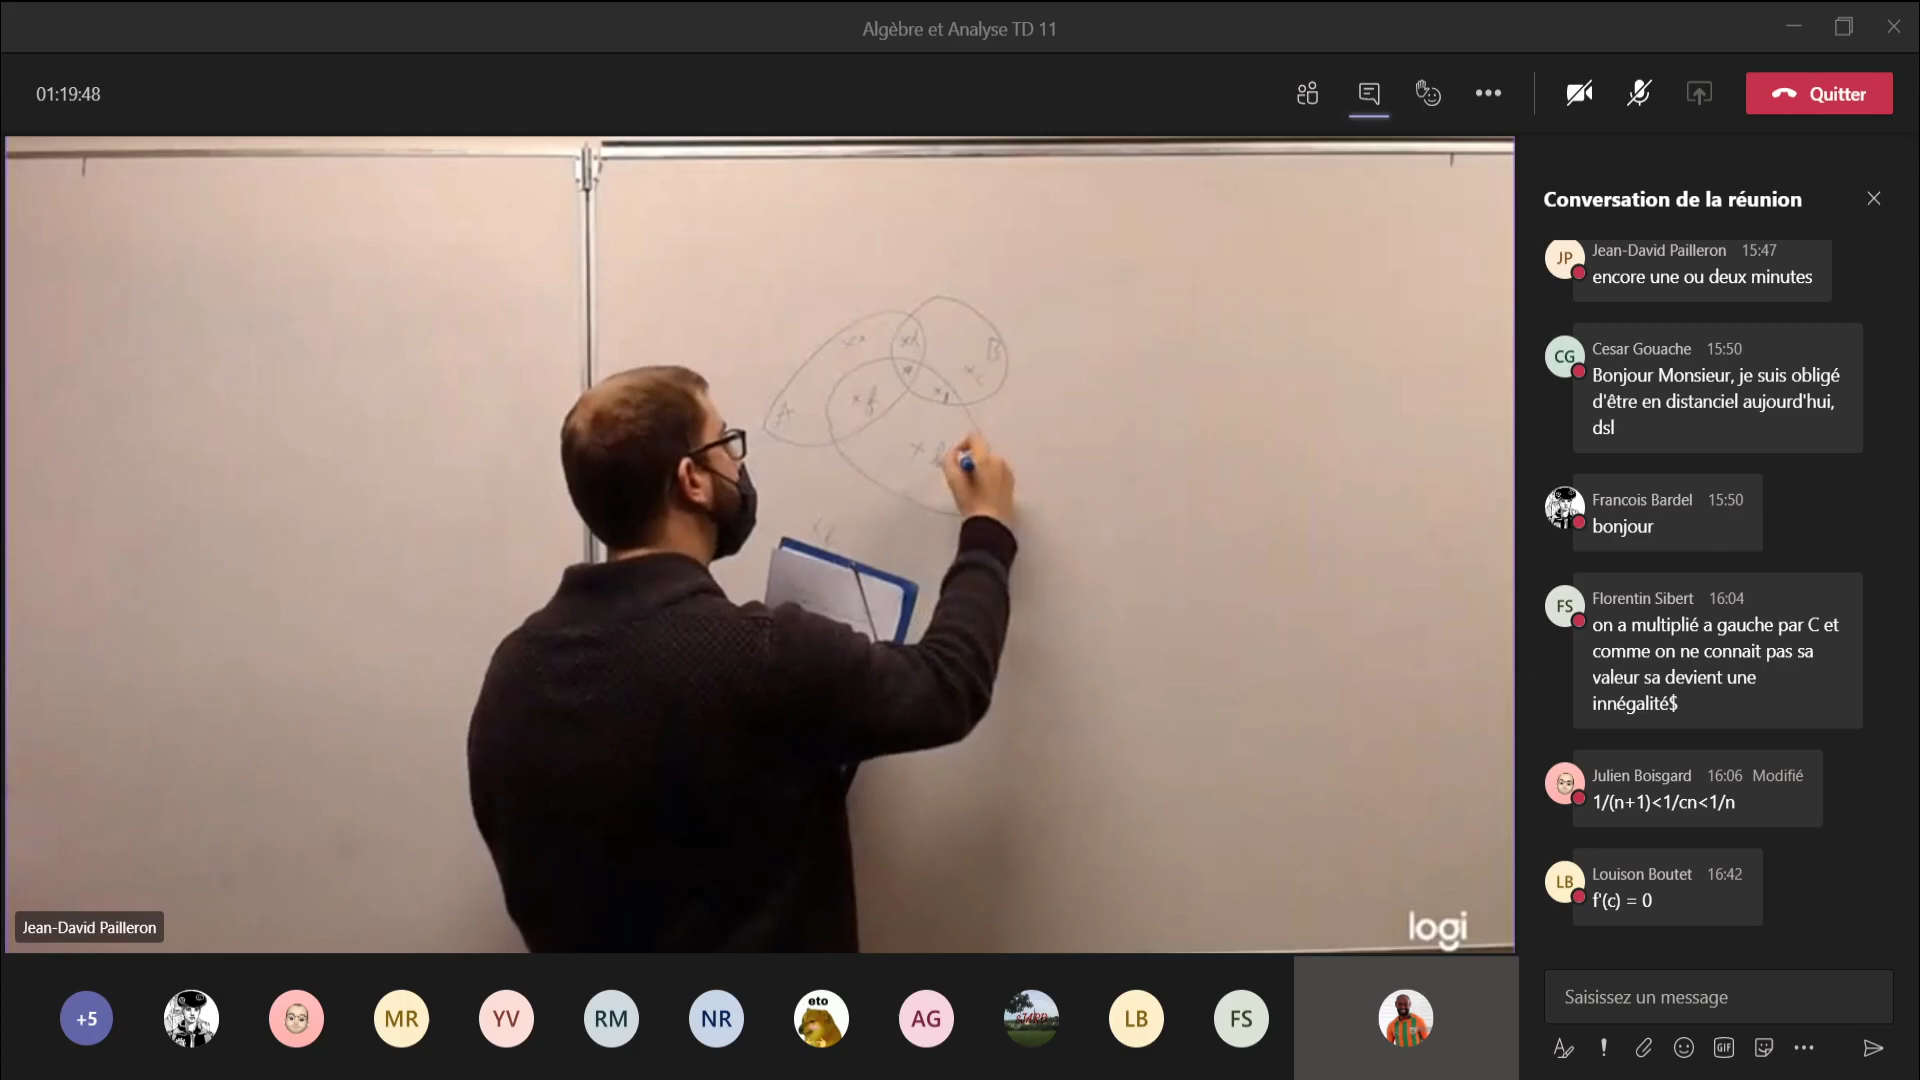 Algèbre et Analyse TD 11
01:19:48
Quitter
Conversation de la réunion
JP
Jean-David Pailleron 15:47
encore une ou deux minutes
CG
Cesar Gouache 15:50
Bonjour Monsieur, je suis obligé
d'être en distanciel aujourd'hui,
dsl
Francois Bardel 15:50
bonjour
FS
Florentin Sibert 16:04
on a multiplié a gauche par C et
comme on ne connait pas sa
valeur sa devient une
innégalité$
Julien Boisgard 16:06 Modifié
1/(n+1)<1/cn<1/n
LB
Louison Boutet 16:42
f'(c) = 0
A
B
logi
Jean-David Pailleron
+5
MR
YV
RM
NR
eto
AG
LB
FS
Saisissez un message
GIF